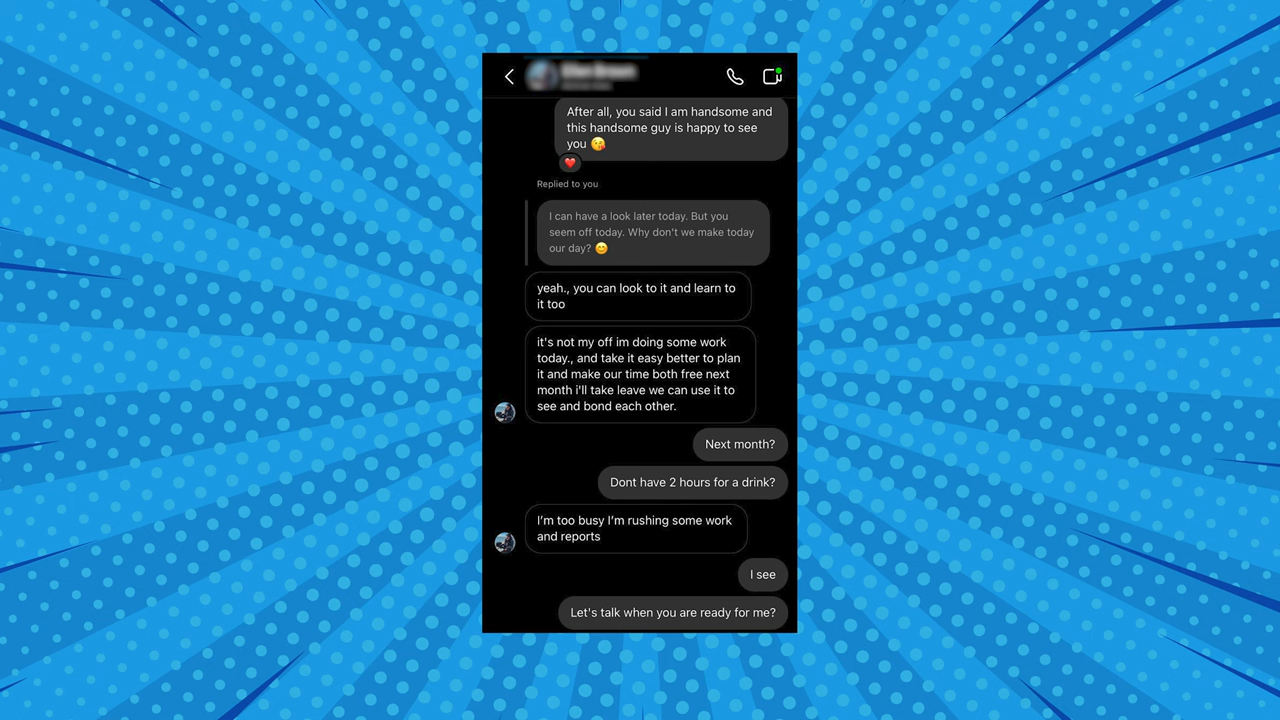 After all, you said I am handsome and
this handsome guy is happy to see
you 😘
❤️
Replied to you
I can have a look later today. But you
seem off today. Why don't we make today
our day? 😊
yeah., you can look to it and learn to
it too
it's not my off im doing some work
today., and take it easy better to plan
it and make our time both free next
month i'll take leave we can use it to
see and bond each other.
Next month?
Dont have 2 hours for a drink?
I'm too busy I'm rushing some work
and reports
I see
Let's talk when you are ready for me?